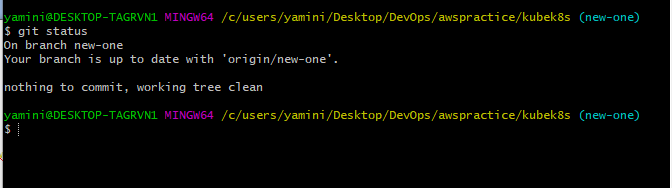 yamini@DESKTOP-TAGRVN1 MINGW64 /c/users/yamini/Desktop/DevOps/awspractice/kubek8s (new-one)
$ git status
On branch new-one
Your branch is up to date with 'origin/new-one'.
nothing to commit, working tree clean
yamini@DESKTOP-TAGRVN1 MINGW64 /c/users/yamini/Desktop/DevOps/awspractice/kubek8s (new-one)
$